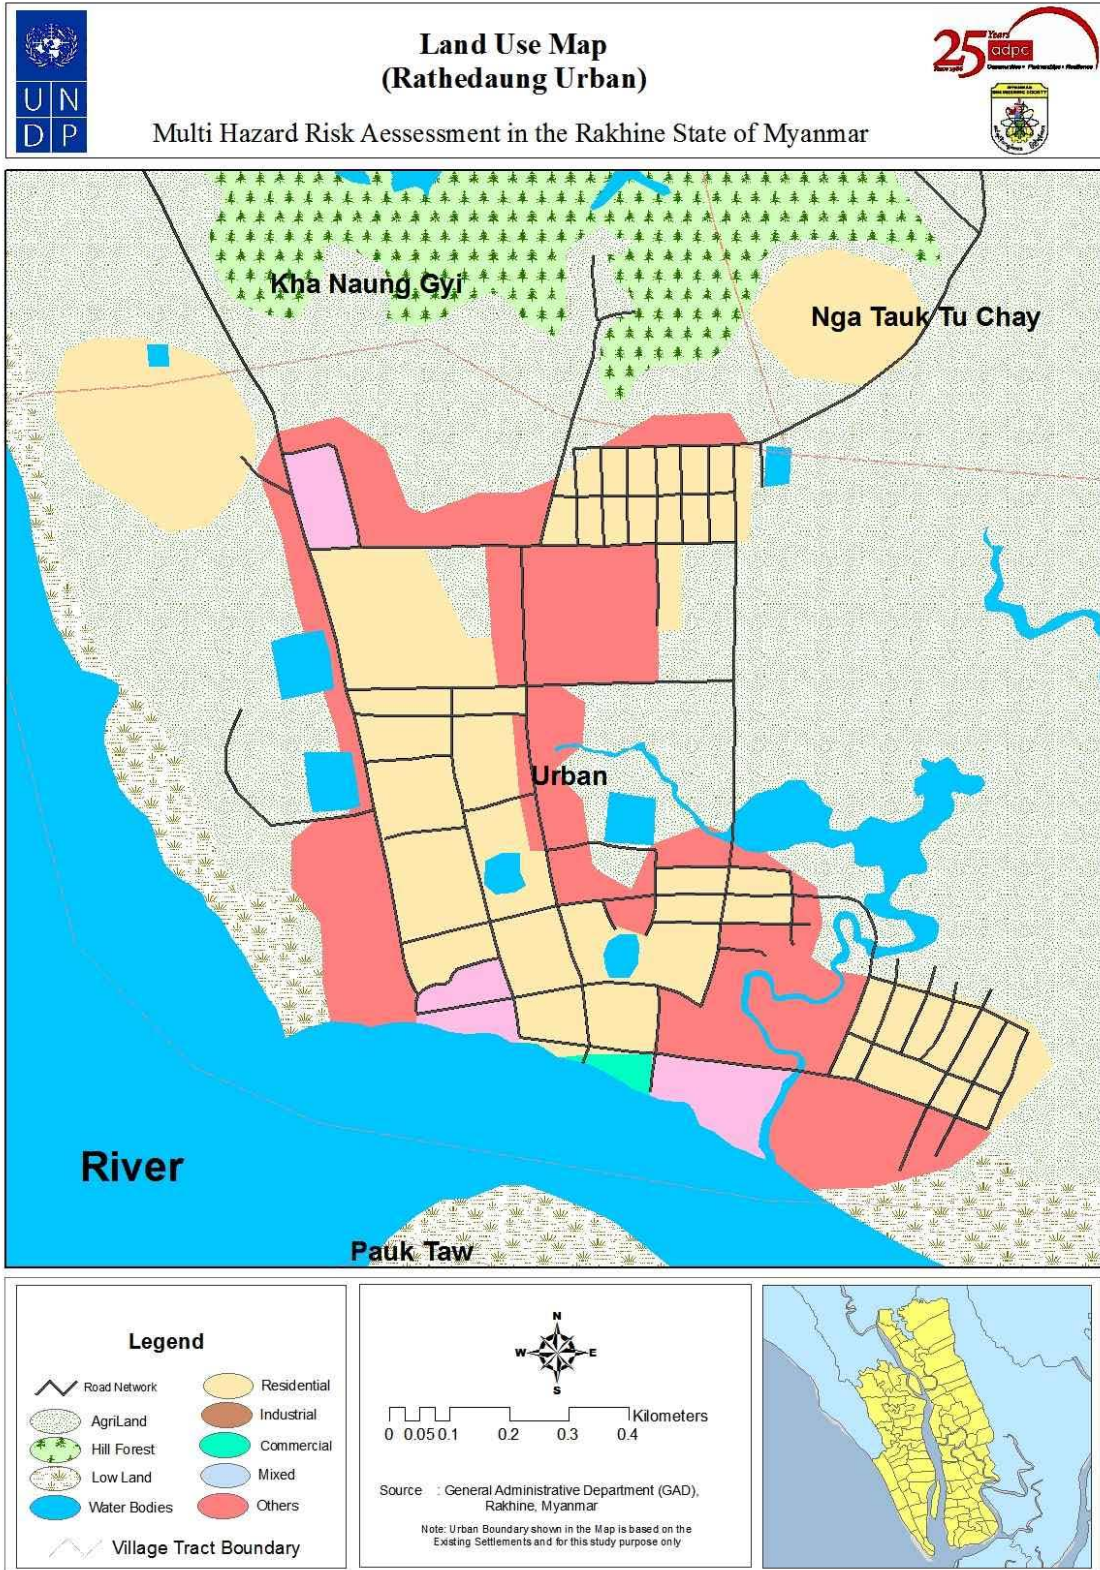 U N
D P
Land Use Map
(Rathedaung Urban)
Multi Hazard Risk Aessessment in the Rakhine State of Myanmar
25 Years
adpc
Kha Naung Gyi
Nga Tauk Tu Chay
Urban
River
Pauk Taw
Legend
Road Network
AgriLand
Hill Forest
Low Land
Water Bodies
Village Tract Boundary
Residential
Industrial
Commercial
Mixed
Others
N
W E
S
Kilometers
0 0.05 0.1 0.2 0.3 0.4
Source : General Administrative Department (GAD),
Rakhine, Myanmar
Note: Urban Boundary shown in the Map is based on the
Existing Settlements and for this study purpose only